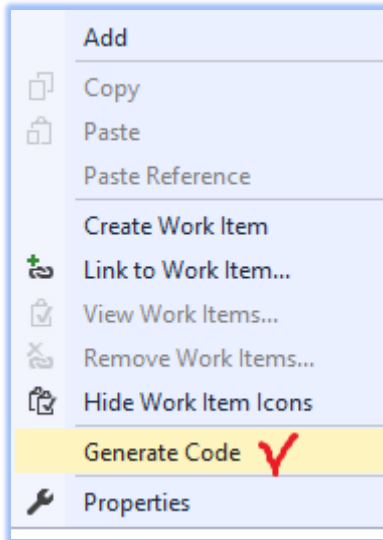 Add
Copy
Paste
Paste Reference
Create Work Item
Link to Work Item...
View Work Items...
Remove Work Items...
Hide Work Item Icons
Generate Code
Properties